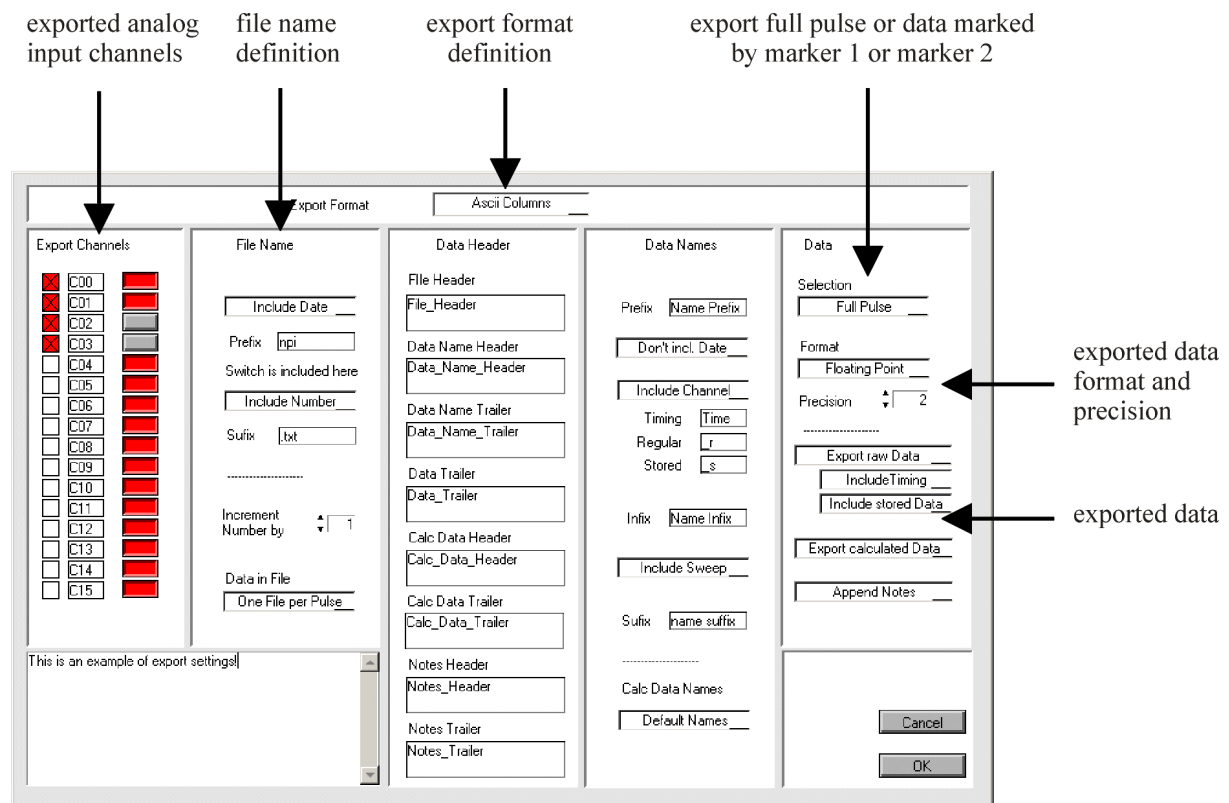 exported analog
input channels
file name
definition
export format
definition
export full pulse or data marked
by marker 1 or marker 2
Export Format
Ascii Columns
Export Channels
C00
C01
C02
C03
C04
C05
C06
C07
C08
C09
C10
C11
C12
C13
C14
C15
File Name
Include Date
Prefix npi
Switch is included here
Include Number
Sufix .txt
--------------------
Increment
Number by 1
Data in File
One File per Pulse
Data Header
FIle Header
File_Header
Data Name Header
Data_Name_Header
Data Name Trailer
Data_Name_Trailer
Data Trailer
Data_Trailer
Calc Data Header
Calc_Data_Header
Calc Data Trailer
Calc_Data_Trailer
Notes Header
Notes_Header
Notes Trailer
Notes_Trailer
Data Names
Prefix Name Prefix
Don't incl. Date
Include Channel
Timing Time
Regular _r
Stored _s
Infix Name Infix
Include Sweep
Sufix name suffix
--------------------
Calc Data Names
Default Names
Data
Selection
Full Pulse
Format
Floating Point
Precision 2
--------------------
Export raw Data
IncludeTiming
Include stored Data
Export calculated Data
Append Notes
exported data
format and
precision
exported data
This is an example of export settings!
Cancel
OK